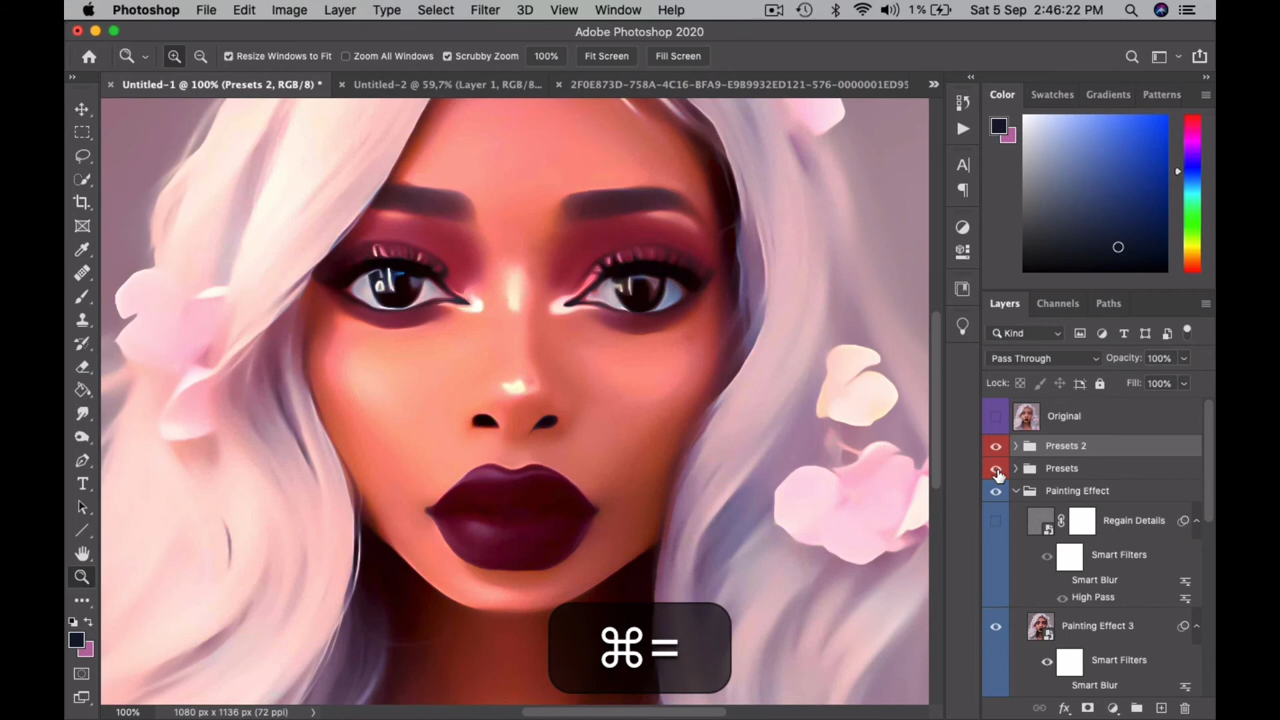 Photoshop File Edit Image Layer Type Select Filter 3D View Window Help 1% Sat 5 Sep 2:46:22 PM
Adobe Photoshop 2020
Resize Windows to Fit Zoom All Windows Scrubby Zoom 100% Fit Screen Fill Screen
Untitled-1 @ 100% (Presets 2, RGB/8) * Untitled-2 @ 59,7% (Layer 1, RGB/8... 2F0E873D-758A-4C16-BFA9-E9B9932ED121-576-0000001ED95
Color Swatches Gradients Patterns
Layers Channels Paths
Kind
Pass Through Opacity: 100%
Lock: Fill: 100%
Original
Presets 2
Presets
Painting Effect
Regain Details
Smart Filters
Smart Blur
High Pass
Painting Effect 3
Smart Filters
Smart Blur
⌘=
100% 1080 px x 1136 px (72 ppi)